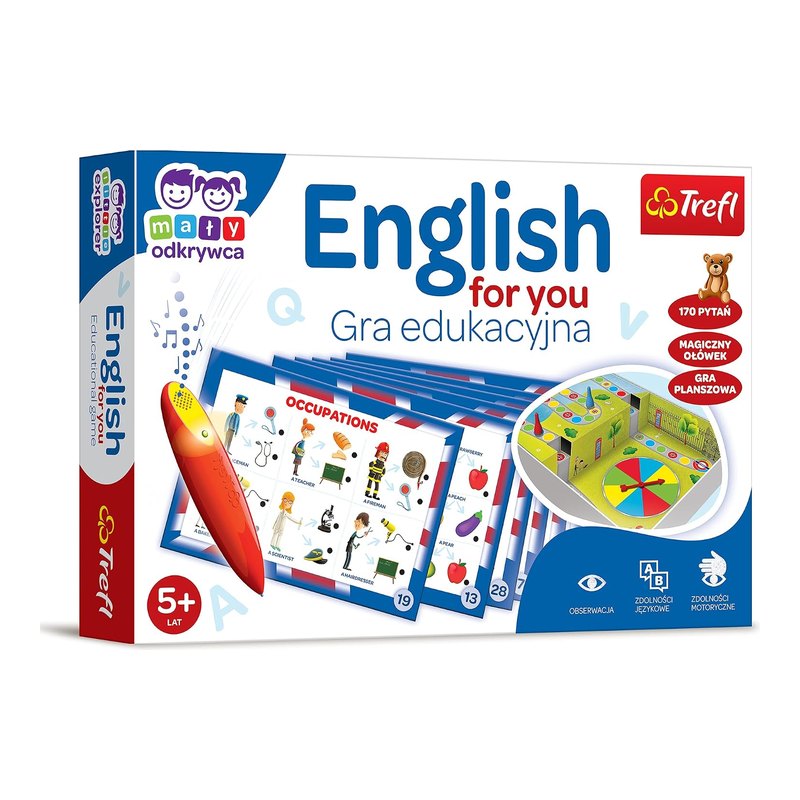 mały
odkrywca
English
for you
Gra edukacyjna
Trefl
170 PYTAŃ
MAGICZNY
OŁÓWEK
GRA
PLANSZOWA
Q
V
A
OCCUPATIONS
A TEACHER
A FIREMAN
A SCIENTIST
A HAIRDRESSER
19
A PEACH
A PEAR
13
28
5+
LAT
OBSERWACJA
A
B
ZDOLNOŚCI
JĘZYKOWE
ZDOLNOŚCI
MOTORYCZNE
little
explorer
English
for you
Educational game
Trefl